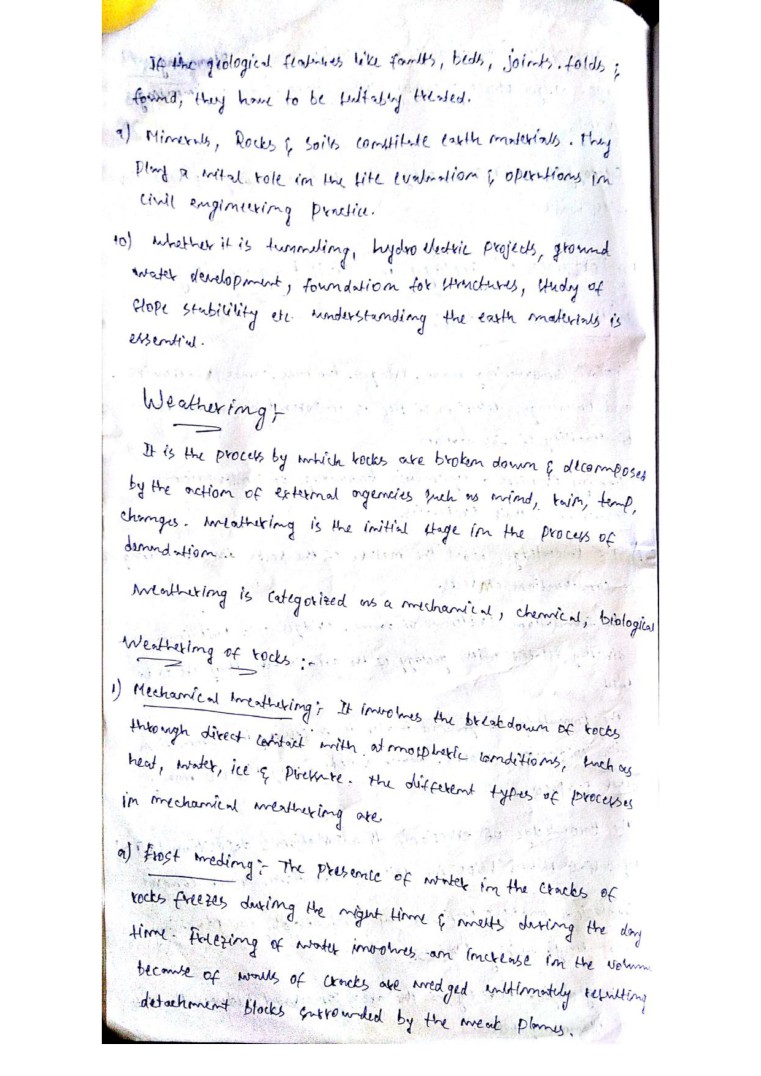 If the geological features like faults, beds, joints, folds ;
found, they have to be suitably treated.
9) Minerals, Rocks & soils constitute earth materials. They
play a vital role in the site evaluation & operations in
civil engineering practice.
10) Whether it is tunneling, hydro electric projects, ground
water development, foundation for structures, study of
slope stability etc. understanding the earth materials is
essential.
Weathering :-
It is the process by which rocks are broken down & decomposes
by the action of external agencies such as wind, rain, temp,
changes. Weathering is the initial stage in the process of
denundation.
Weathering is categorized as a mechanical, chemical, biological
Weathering of rocks :-
1) Mechanical weathering :- It involves the breakdown of rocks
through direct contact with atmospheric conditions, such as
heat, water, ice & pressure. The different types of processes
in mechanical weathering are,
a) Frost wedging :- The presence of water in the cracks of
rocks freezes during the night time & melts during the day
time. Freezing of water involves an increase in the volume
because of walls of cracks are wedged ultimately resulting
detachment blocks surrounded by the weak planes.